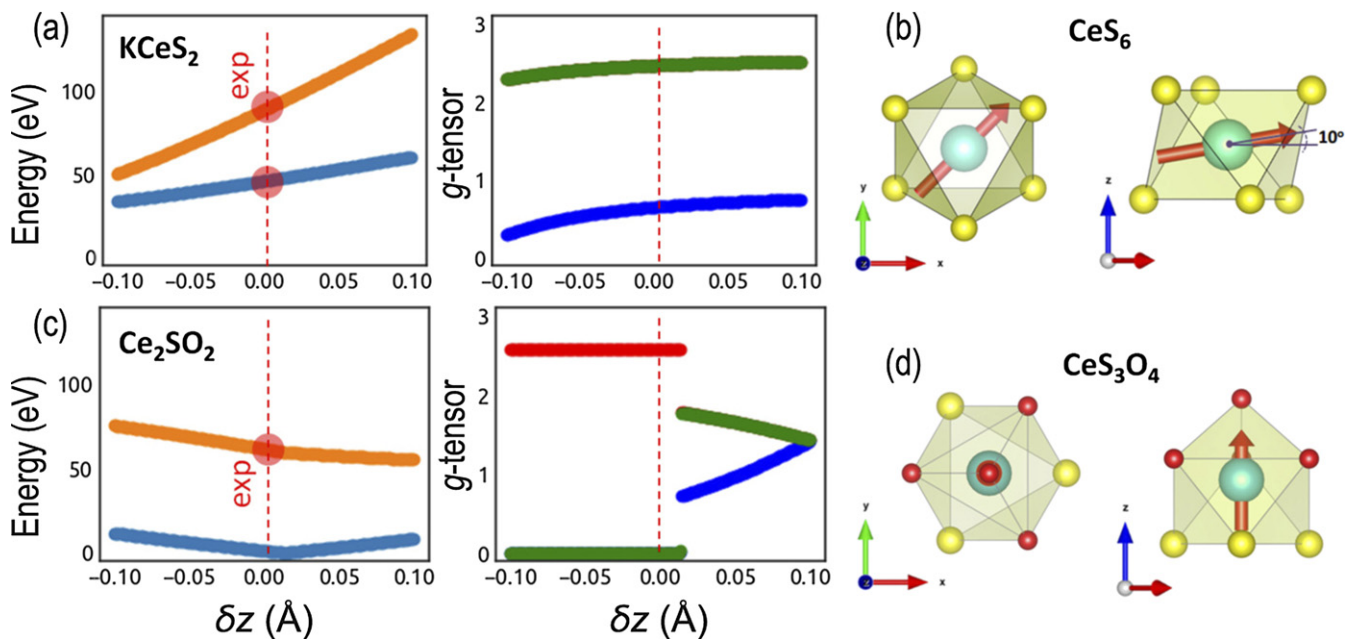 (a)
KCeS2
exp
Energy (eV)
100
50
0
−0.10
−0.05
0.00
0.05
0.10
g-tensor
3
2
1
0
−0.10
−0.05
0.00
0.05
0.10
(b)
CeS6
y
z
x
z
10o
(c)
Ce2SO2
exp
Energy (eV)
100
50
0
−0.10
−0.05
0.00
0.05
0.10
δz (Å)
g-tensor
3
2
1
0
−0.10
−0.05
0.00
0.05
0.10
δz (Å)
(d)
CeS3O4
y
z
x
z